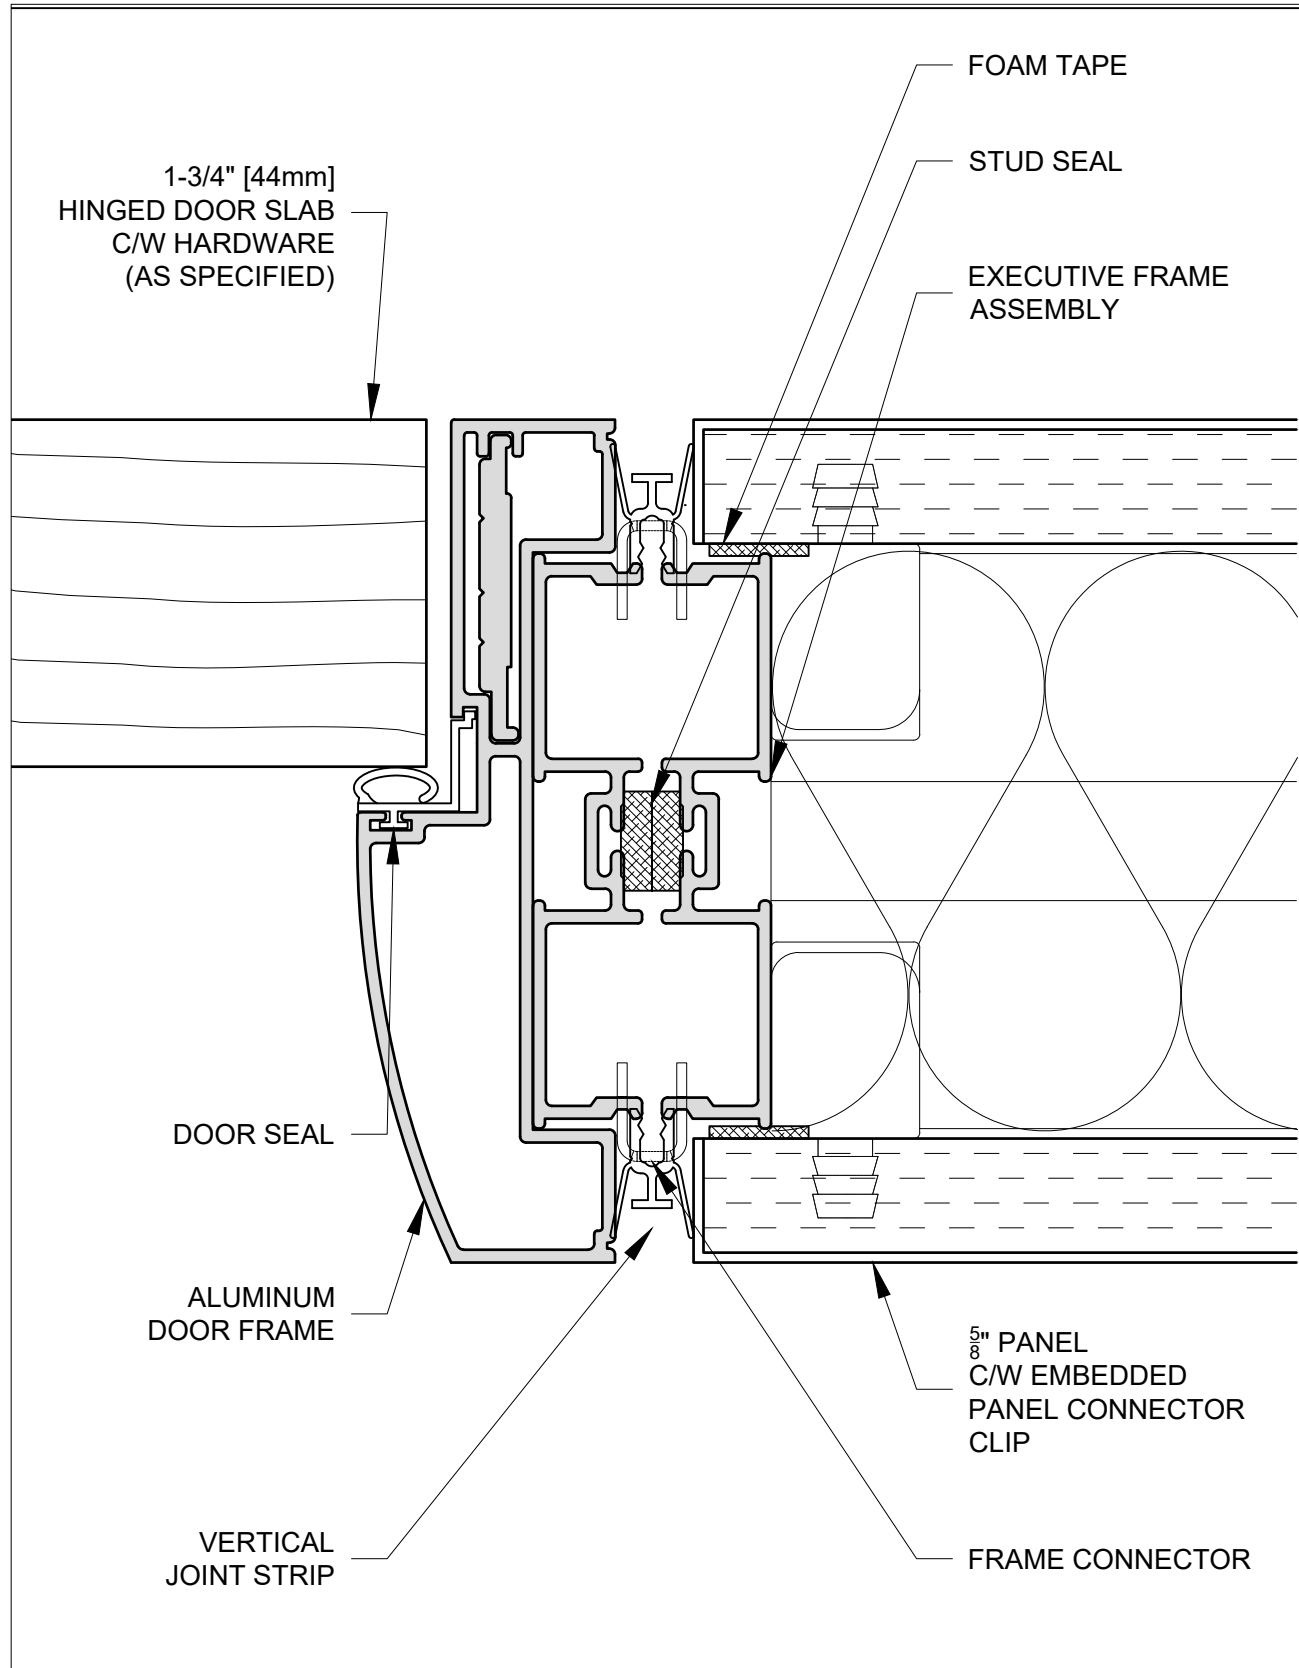 FOAM TAPE
STUD SEAL
1-3/4" [44mm]
HINGED DOOR SLAB
C/W HARDWARE
(AS SPECIFIED)
EXECUTIVE FRAME
ASSEMBLY
DOOR SEAL
ALUMINUM
DOOR FRAME
5/8" PANEL
C/W EMBEDDED
PANEL CONNECTOR
CLIP
VERTICAL
JOINT STRIP
FRAME CONNECTOR